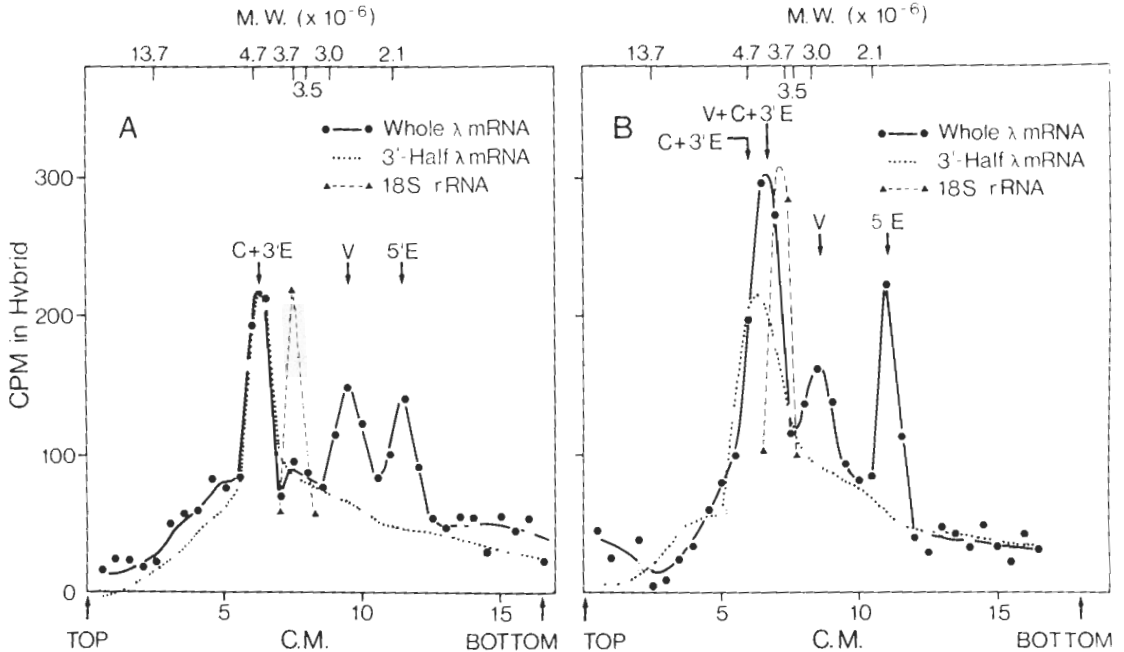 M.W. (x 10⁻⁶)
13.7 4.7 3.7 3.0 2.1
3.5
A
Whole λ mRNA
3'-Half λ mRNA
18S rRNA
C+3'E V 5'E
CPM in Hybrid
300
200
100
0
5 10 15
TOP C.M. BOTTOM
M.W. (x 10⁻⁶)
13.7 4.7 3.7 3.0 2.1
3.5
B
V+C+3'E
C+3'E
Whole λ mRNA
3'-Half λ mRNA
18S rRNA
V 5 E
5 10 15
TOP C.M. BOTTOM